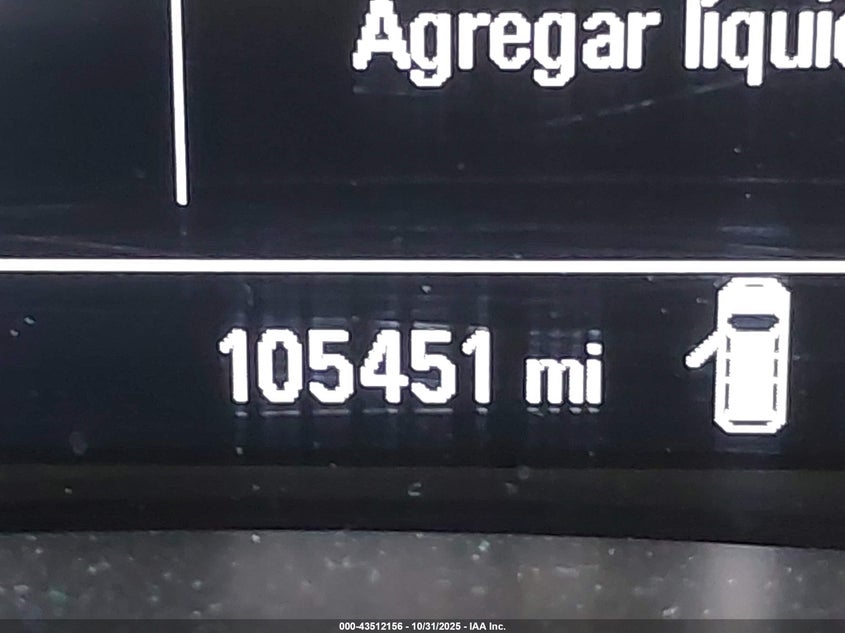 Agregar líqui
105451 mi
000-43512156 - 10/31/2025 - IAA Inc.